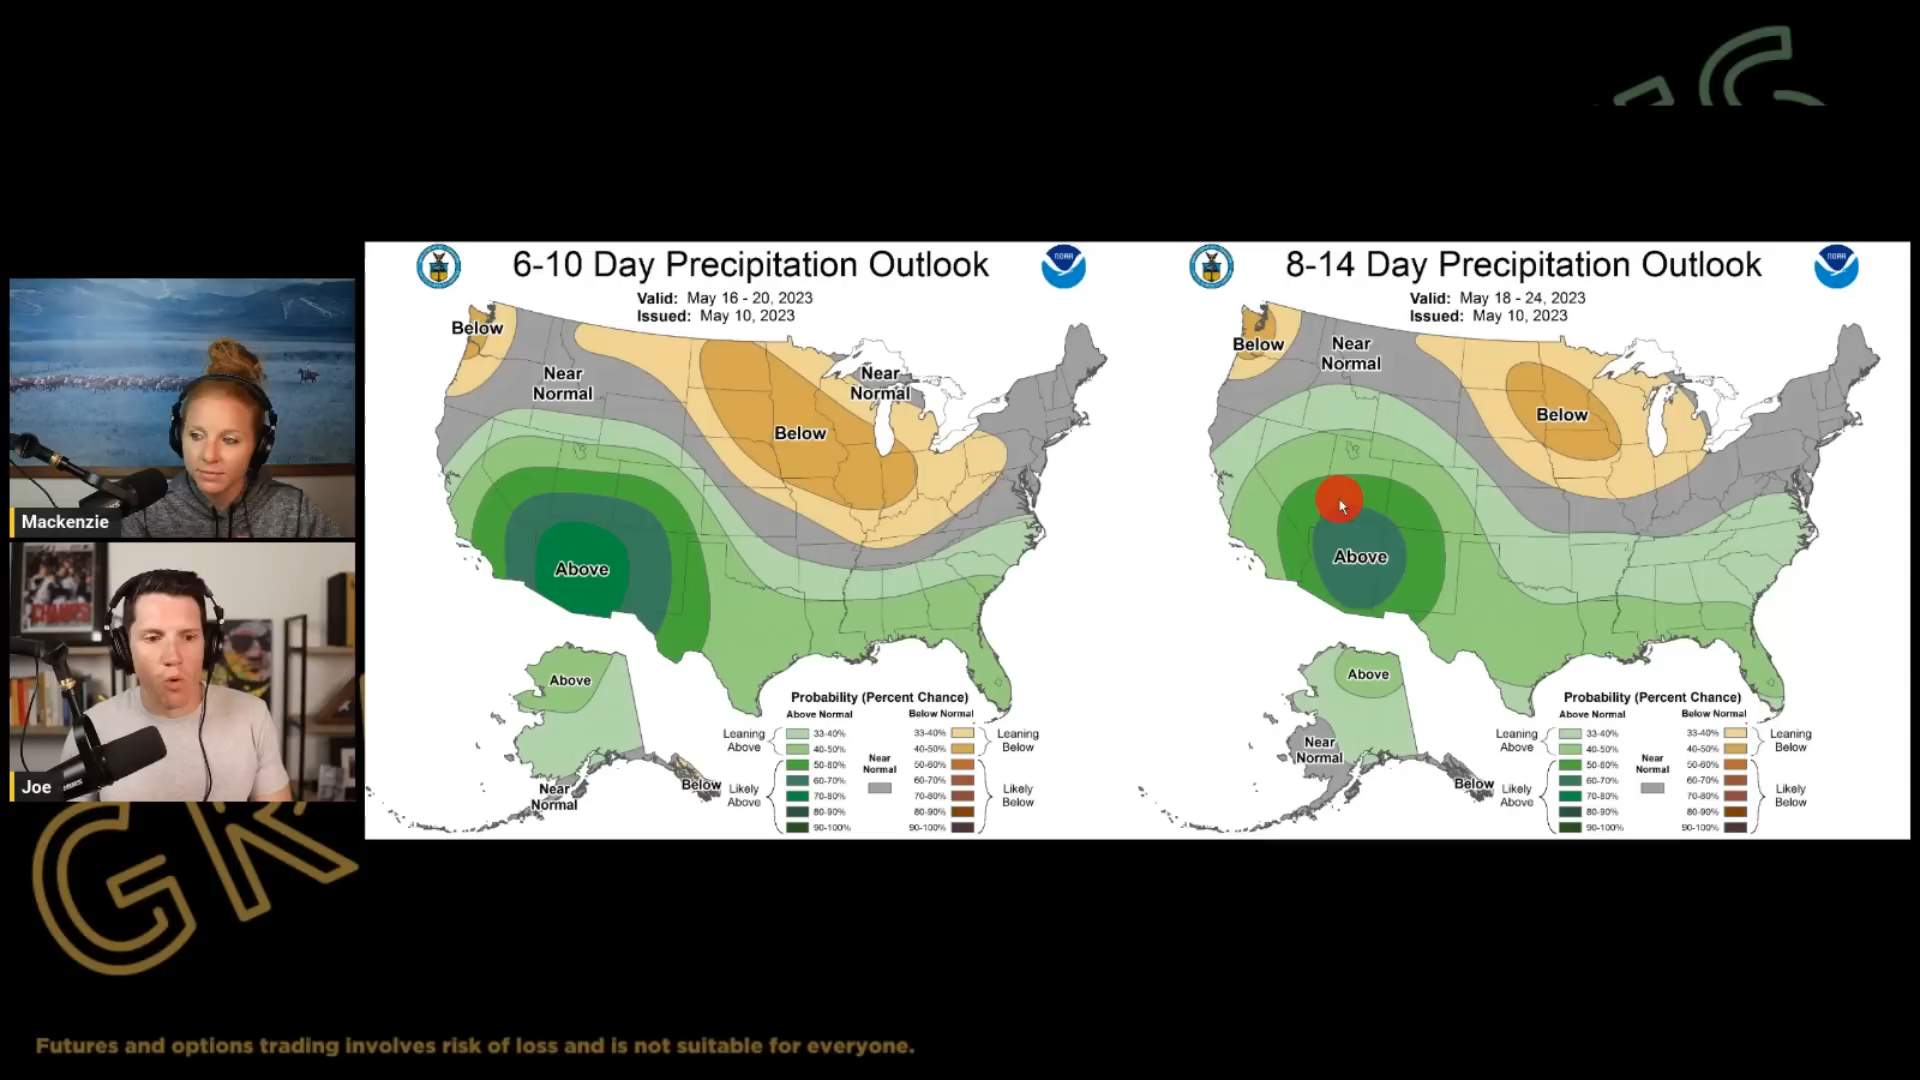 6-10 Day Precipitation Outlook
NOAA
Valid: May 16 - 20, 2023
Issued: May 10, 2023
Below
Near
Normal
Near
Normal
Below
Above
Above
Near
Normal
Below
Probability (Percent Chance)
Above Normal
Below Normal
Leaning
Above
33-40%
40-50%
Near
Normal
33-40%
40-50%
Leaning
Below
Likely
Above
50-60%
60-70%
70-80%
80-90%
90-100%
50-60%
60-70%
70-80%
80-90%
90-100%
Likely
Below
8-14 Day Precipitation Outlook
NOAA
Valid: May 18 - 24, 2023
Issued: May 10, 2023
Below
Near
Normal
Below
Above
Above
Near
Normal
Below
Probability (Percent Chance)
Above Normal
Below Normal
Leaning
Above
33-40%
40-50%
Near
Normal
33-40%
40-50%
Leaning
Below
Likely
Above
50-60%
60-70%
70-80%
80-90%
90-100%
50-60%
60-70%
70-80%
80-90%
90-100%
Likely
Below
Mackenzie
CHAMPS
Joe
GR
Futures and options trading involves risk of loss and is not suitable for everyone.